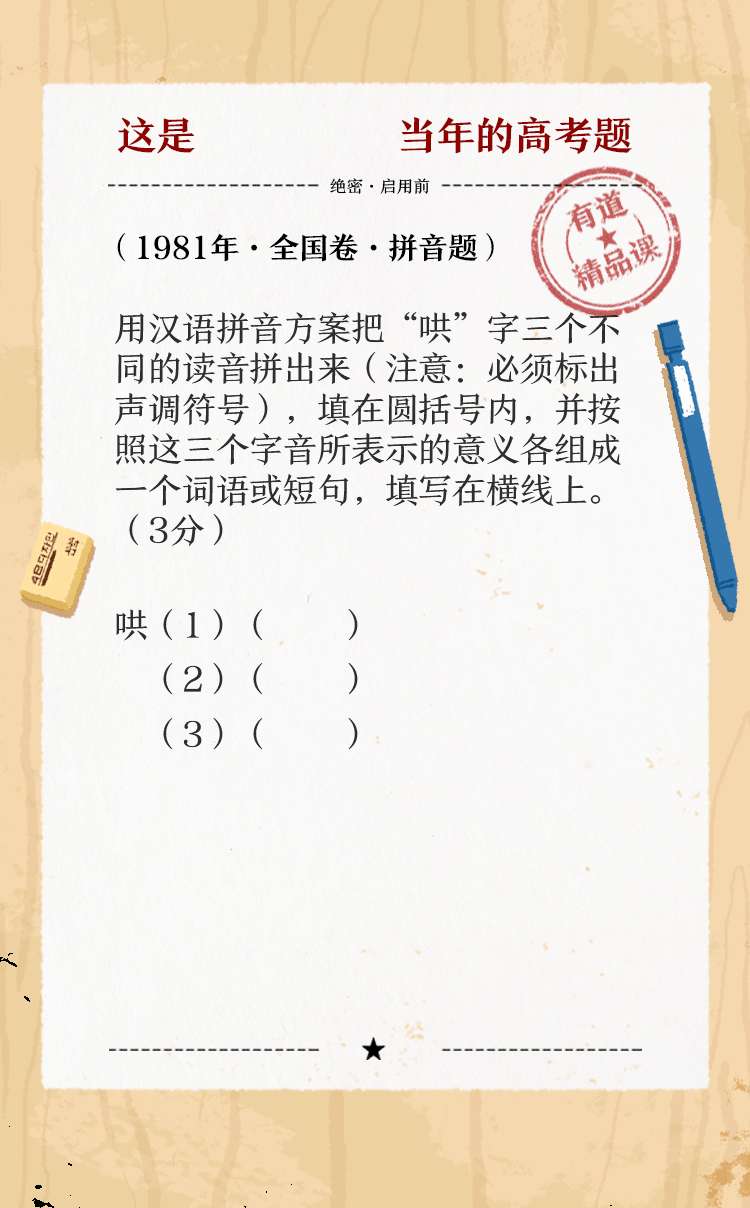 这是 当年的高考题
绝密·启用前
有道
精品课
（1981年·全国卷·拼音题）
用汉语拼音方案把“哄”字三个不
同的读音拼出来（注意：必须标出
声调符号），填在圆括号内，并按
照这三个字音所表示的意义各组成
一个词语或短句，填写在横线上。
（3分）
哄（1）（ ）
（2）（ ）
（3）（ ）